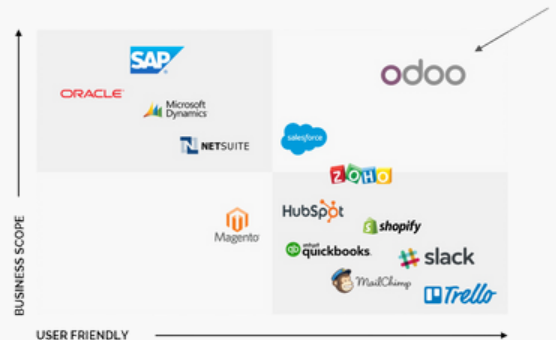 SAP
odoo
ORACLE
Microsoft
Dynamics
NETSUITE
salesforce
ZOHO
HubSpot
Magento
shopify
intuit
quickbooks.
slack
MailChimp
Trello
BUSINESS SCOPE
USER FRIENDLY